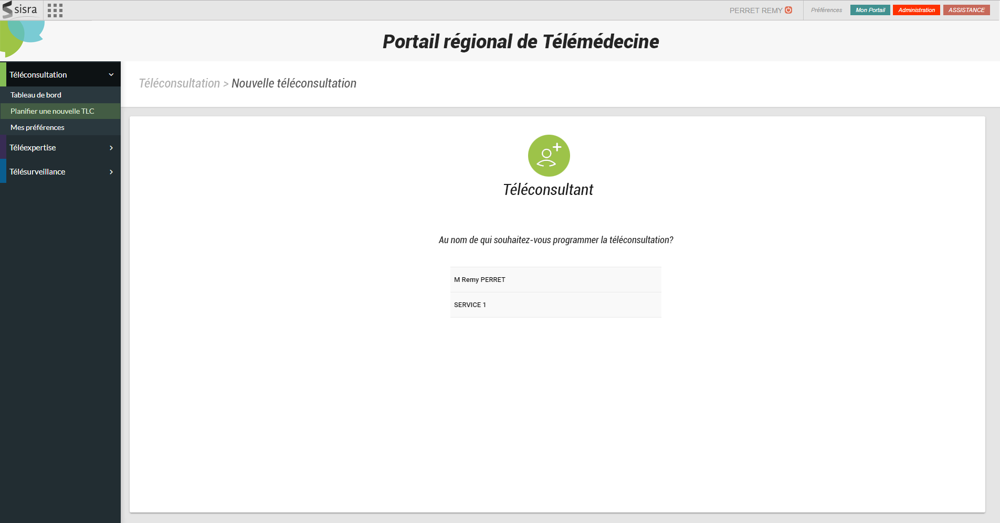 sisra
PERRET REMY
Préférences
Mon Portail
Administration
ASSISTANCE
Portail régional de Télémédecine
Téléconsultation
Tableau de bord
Planifier une nouvelle TLC
Mes préférences
Téléexpertise
Télésurveillance
Téléconsultation > Nouvelle téléconsultation
Téléconsultant
Au nom de qui souhaitez-vous programmer la téléconsultation?
M Remy PERRET
SERVICE 1